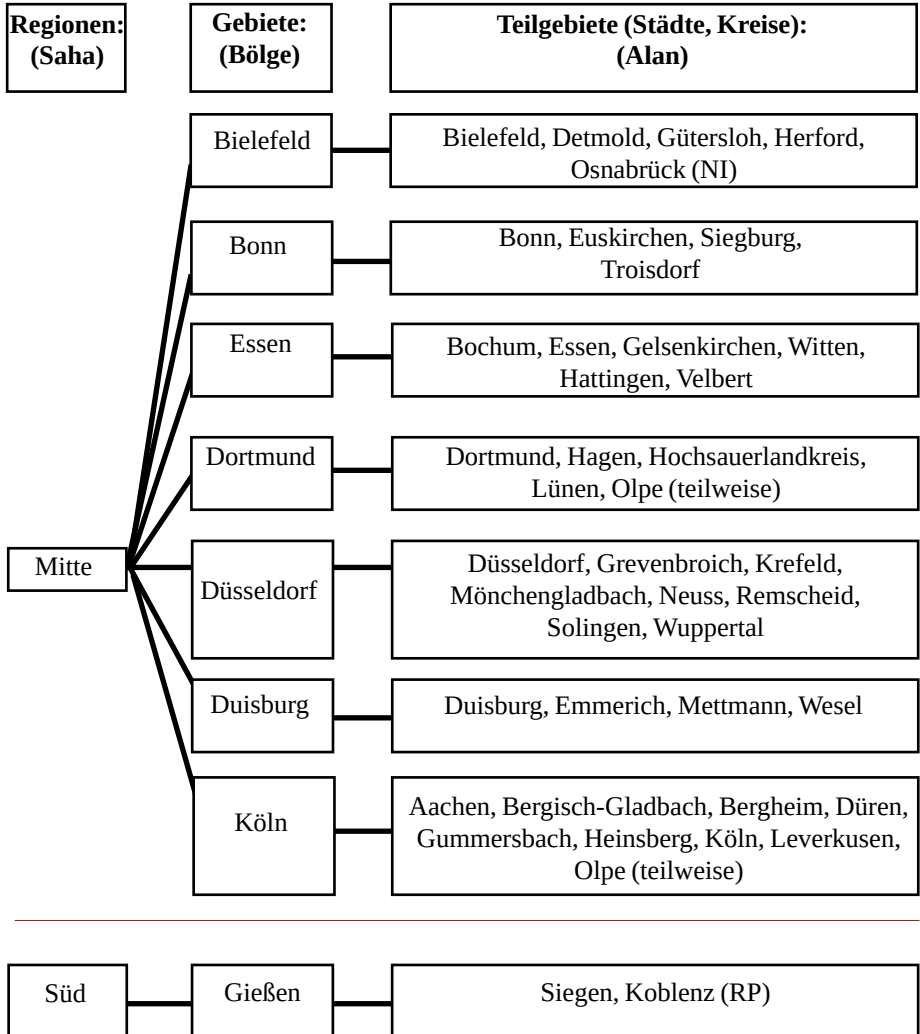 Regionen:
(Saha)
Gebiete:
(Bölge)
Teilgebiete (Städte, Kreise):
(Alan)
Mitte
Bielefeld
Bielefeld, Detmold, Gütersloh, Herford,
Osnabrück (NI)
Bonn
Bonn, Euskirchen, Siegburg,
Troisdorf
Essen
Bochum, Essen, Gelsenkirchen, Witten,
Hattingen, Velbert
Dortmund
Dortmund, Hagen, Hochsauerlandkreis,
Lünen, Olpe (teilweise)
Düsseldorf
Düsseldorf, Grevenbroich, Krefeld,
Mönchengladbach, Neuss, Remscheid,
Solingen, Wuppertal
Duisburg
Duisburg, Emmerich, Mettmann, Wesel
Köln
Aachen, Bergisch-Gladbach, Bergheim, Düren,
Gummersbach, Heinsberg, Köln, Leverkusen,
Olpe (teilweise)
Süd
Gießen
Siegen, Koblenz (RP)